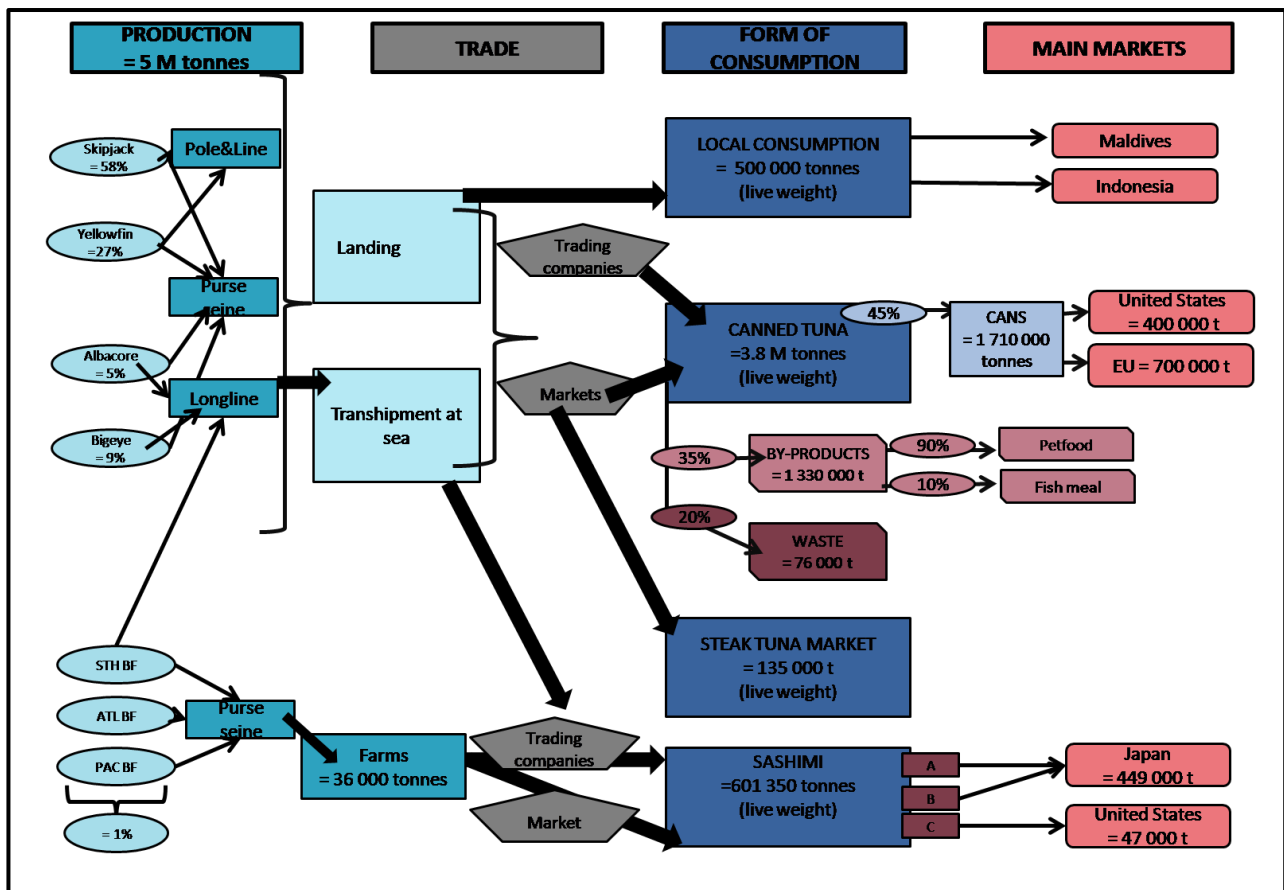 PRODUCTION
= 5 M tonnes
TRADE
FORM OF
CONSUMPTION
MAIN MARKETS
Skipjack
= 58%
Pole&Line
Yellowfin
=27%
Purse
seine
Albacore
= 5%
Longline
Bigeye
= 9%
STH BF
ATL BF
PAC BF
= 1%
Purse
seine
Farms
= 36 000 tonnes
Landing
Transhipment at
sea
Trading
companies
Markets
Trading
companies
Market
LOCAL CONSUMPTION
= 500 000 tonnes
(live weight)
CANNED TUNA
=3.8 M tonnes
(live weight)
45%
CANS
= 1 710 000
tonnes
35%
BY-PRODUCTS
= 1 330 000 t
90%
10%
Petfood
Fish meal
20%
WASTE
= 76 000 t
STEAK TUNA MARKET
= 135 000 t
(live weight)
SASHIMI
=601 350 tonnes
(live weight)
A
B
C
Maldives
Indonesia
United States
= 400 000 t
EU = 700 000 t
Japan
= 449 000 t
United States
= 47 000 t